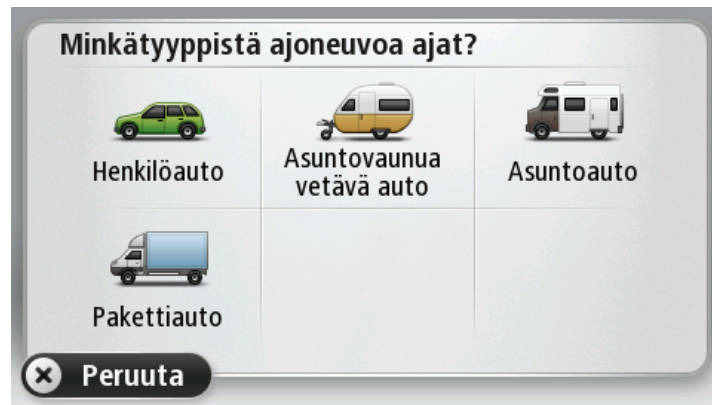 Minkätyyppistä ajoneuvoa ajat?
Henkilöauto
Asuntovaunua
vetävä auto
Asuntoauto
Pakettiauto
Peruuta